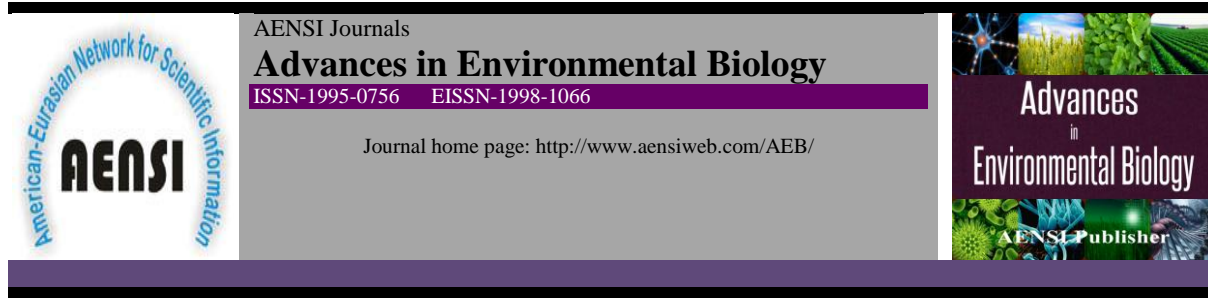 American-Eurasian Network for Scientific Information
AENSI
AENSI Journals
Advances in Environmental Biology
ISSN-1995-0756 EISSN-1998-1066
Journal home page: http://www.aensiweb.com/AEB/
Advances
in
Environmental Biology
AENSI Publisher